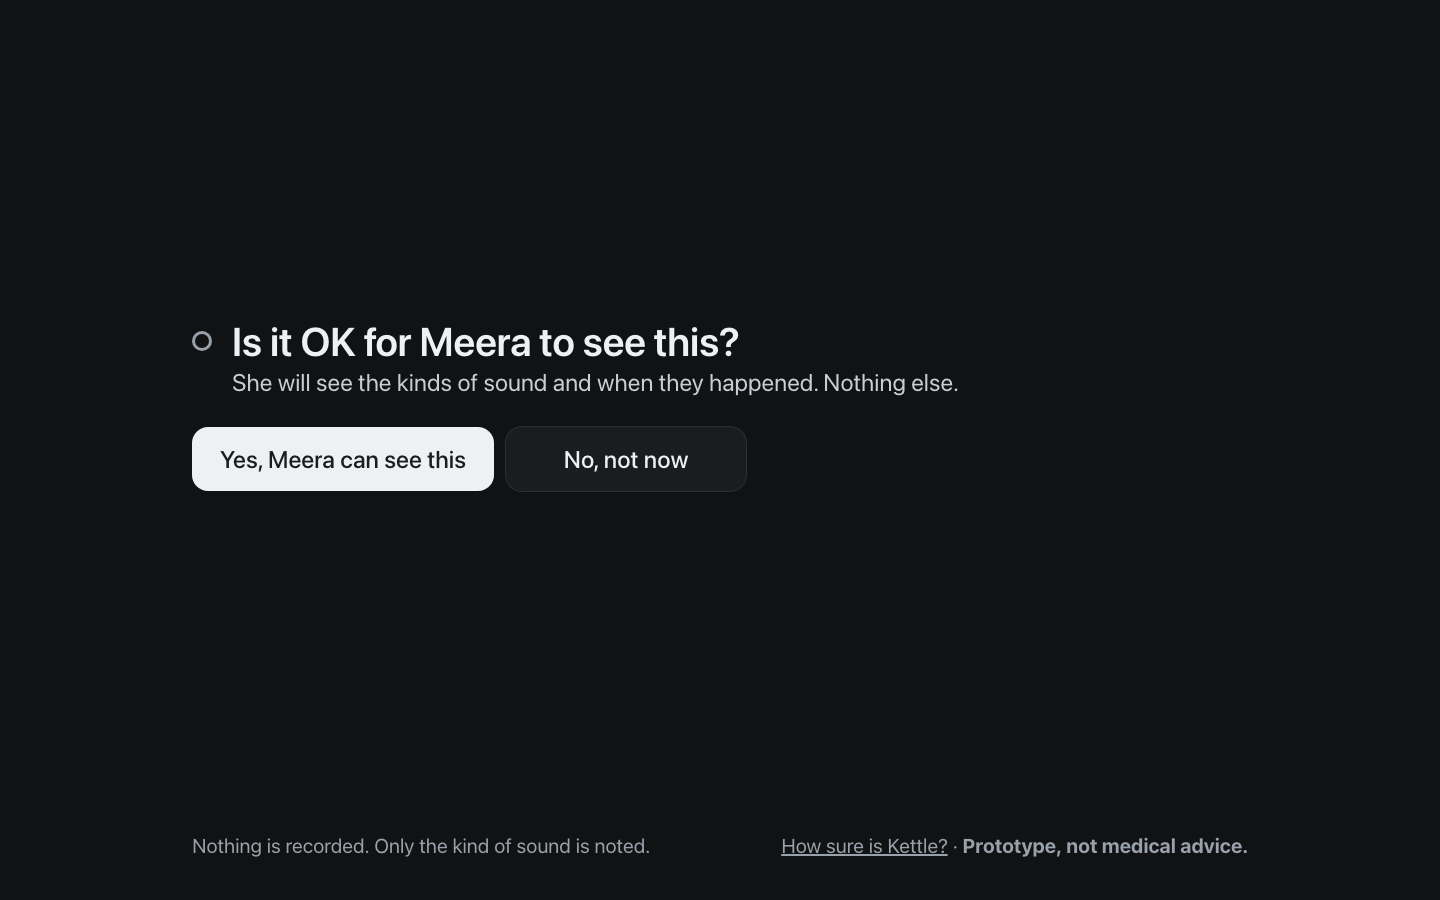 Is it OK for Meera to see this?
She will see the kinds of sound and when they happened. Nothing else.
Yes, Meera can see this
No, not now
Nothing is recorded. Only the kind of sound is noted.
How sure is Kettle? · Prototype, not medical advice.